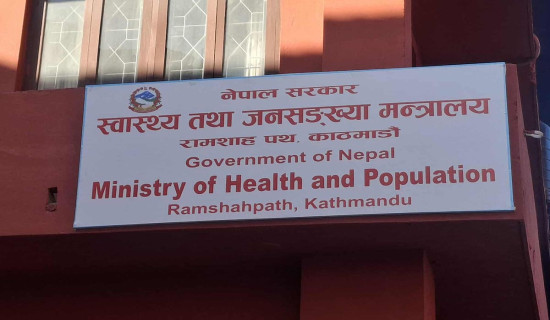 नेपाल सरकार
स्वास्थ्य तथा जनसङ्ख्या मन्त्रालय
रामशाह पथ, काठमाडौं
Government of Nepal
Ministry of Health and Population
Ramshahpath, Kathmandu